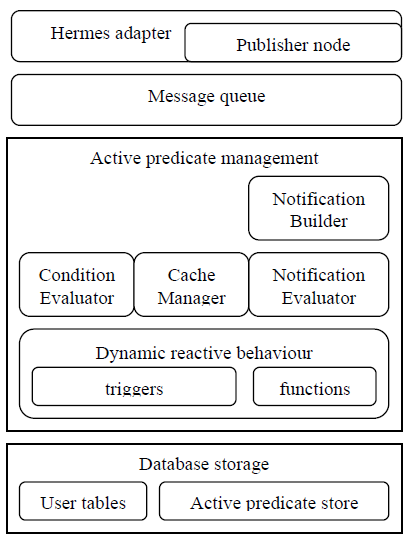 Hermes adapter
Publisher node
Message queue
Active predicate management
Notification
Builder
Condition
Evaluator
Cache
Manager
Notification
Evaluator
Dynamic reactive behaviour
triggers
functions
Database storage
User tables
Active predicate store